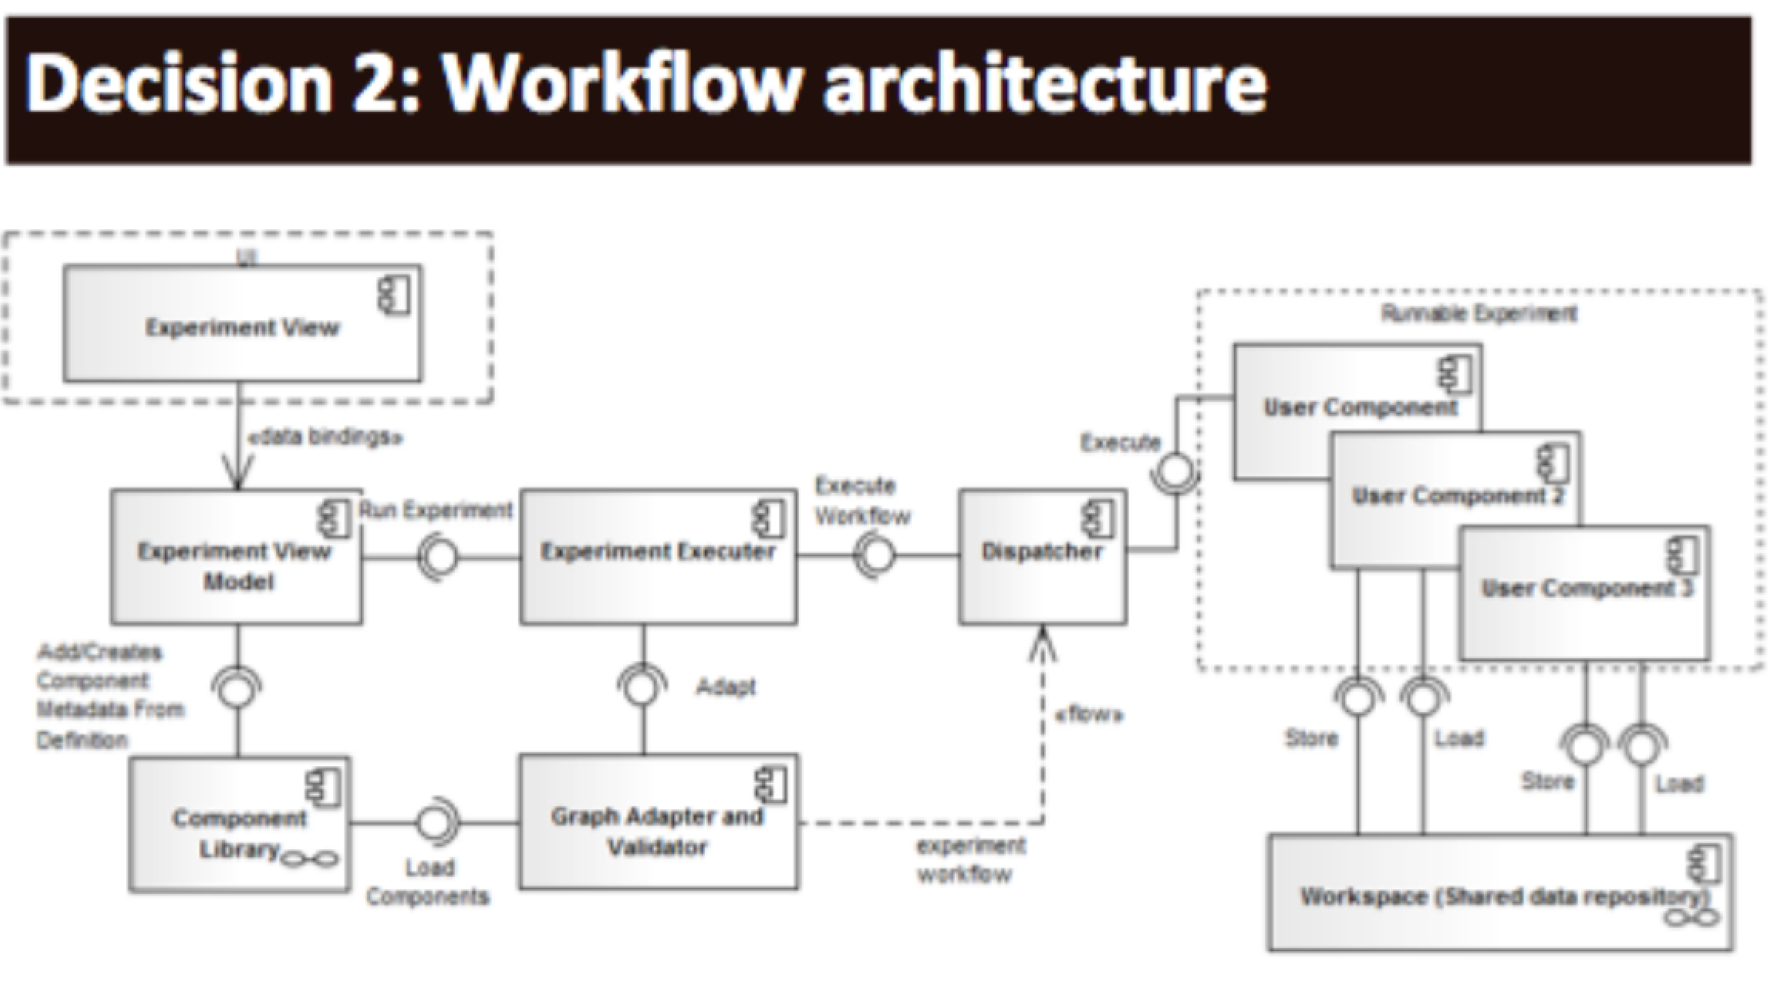 Decision 2: Workflow architecture
UI
Experiment View
«data bindings»
Runnable Experiment
User Component
User Component 2
User Component 3
Execute
Experiment View
Model
Run Experiment
Experiment Executer
Execute
Workflow
Dispatcher
Add/Creates
Component
Metadata From
Definition
Adapt
«flow»
Store
Load
Store
Load
Component
Library
Load
Components
Graph Adapter and
Validator
experiment
workflow
Workspace (Shared data repository)